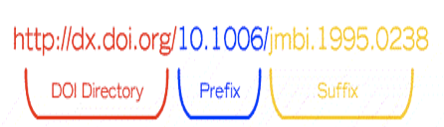 http://dx.doi.org/10.1006/jmbi.1995.0238
DOI Directory Prefix Suffix